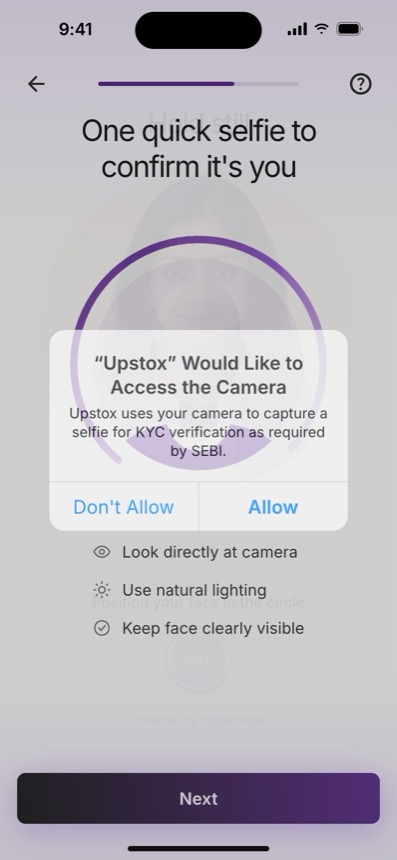 9:41
Hold still
One quick selfie to
confirm it's you
“Upstox” Would Like to
Access the Camera
Upstox uses your camera to capture a
selfie for KYC verification as required
by SEBI.
Don't Allow
Allow
Look directly at camera
Use natural lighting
Position your face in the circle
Keep face clearly visible
Next